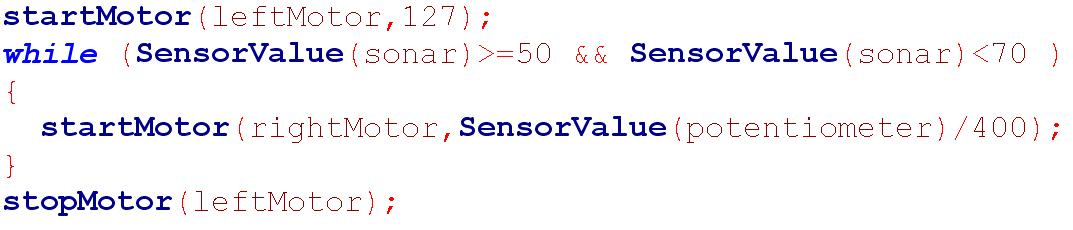 startMotor(leftMotor,127);
while (SensorValue(sonar)>=50 && SensorValue(sonar)<70 )
{
startMotor(rightMotor,SensorValue(potentiometer)/400);
}
stopMotor(leftMotor);